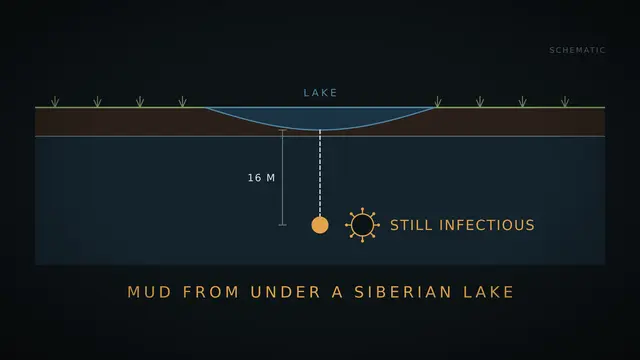 SCHEMATIC
LAKE
16 M
STILL INFECTIOUS
MUD FROM UNDER A SIBERIAN LAKE